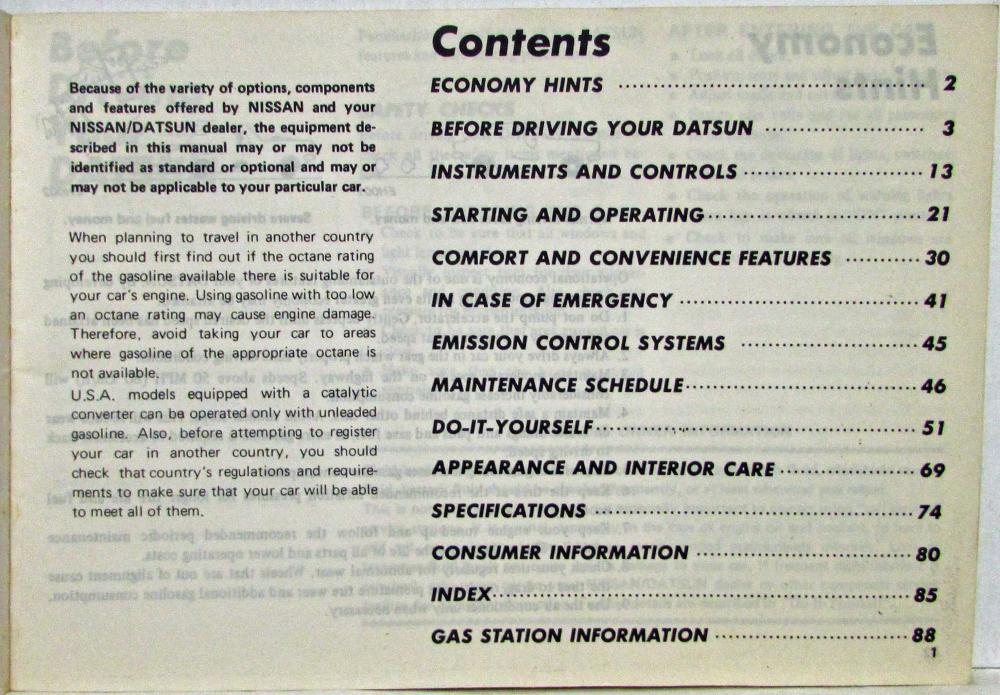 Because of the variety of options, components
and features offered by NISSAN and your
NISSAN/DATSUN dealer, the equipment de-
scribed in this manual may or may not be
identified as standard or optional and may or
may not be applicable to your particular car.
When planning to travel in another country
you should first find out if the octane rating
of the gasoline available there is suitable for
your car's engine. Using gasoline with too low
an octane rating may cause engine damage.
Therefore, avoid taking your car to areas
where gasoline of the appropriate octane is
not available.
U.S.A. models equipped with a catalytic
converter can be operated only with unleaded
gasoline. Also, before attempting to register
your car in another country, you should
check that country's regulations and require-
ments to make sure that your car will be able
to meet all of them.
Contents
ECONOMY HINTS 2
BEFORE DRIVING YOUR DATSUN 3
INSTRUMENTS AND CONTROLS 13
STARTING AND OPERATING 21
COMFORT AND CONVENIENCE FEATURES 30
IN CASE OF EMERGENCY 41
EMISSION CONTROL SYSTEMS 45
MAINTENANCE SCHEDULE 46
DO-IT-YOURSELF 51
APPEARANCE AND INTERIOR CARE 69
SPECIFICATIONS 74
CONSUMER INFORMATION 80
INDEX 85
GAS STATION INFORMATION 88
1